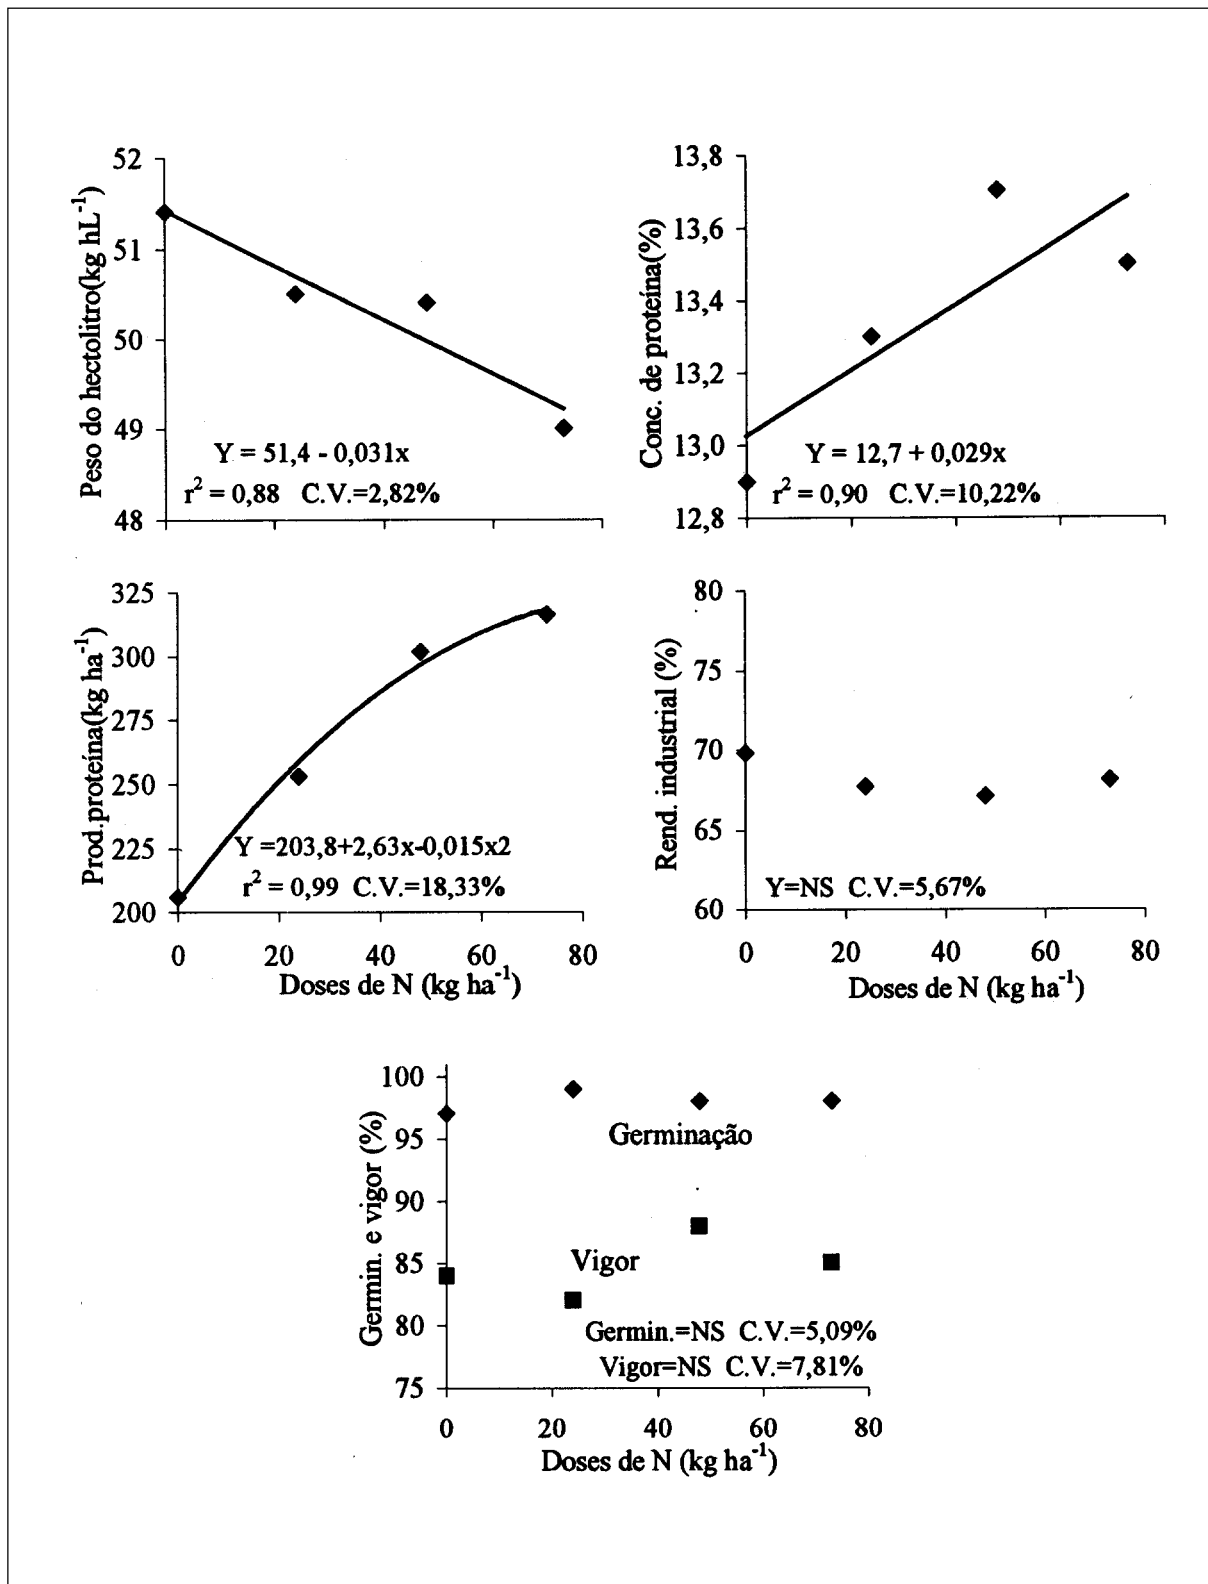 52
51
50
49
48
Peso do hectolitro(kg hL⁻¹)
Y = 51,4 - 0,031x
r² = 0,88 C.V.=2,82%
13,8
13,6
13,4
13,2
13,0
12,8
Conc. de proteína(%)
Y = 12,7 + 0,029x
r² = 0,90 C.V.=10,22%
325
300
275
250
225
200
Prod.proteína(kg ha⁻¹)
Y =203,8+2,63x-0,015x2
r² = 0,99 C.V.=18,33%
0 20 40 60 80
Doses de N (kg ha⁻¹)
80
75
70
65
60
Rend. industrial (%)
Y=NS C.V.=5,67%
0 20 40 60 80
Doses de N (kg ha⁻¹)
100
95
90
85
80
75
Germin. e vigor (%)
Germinação
Vigor
Germin.=NS C.V.=5,09%
Vigor=NS C.V.=7,81%
0 20 40 60 80
Doses de N (kg ha⁻¹)